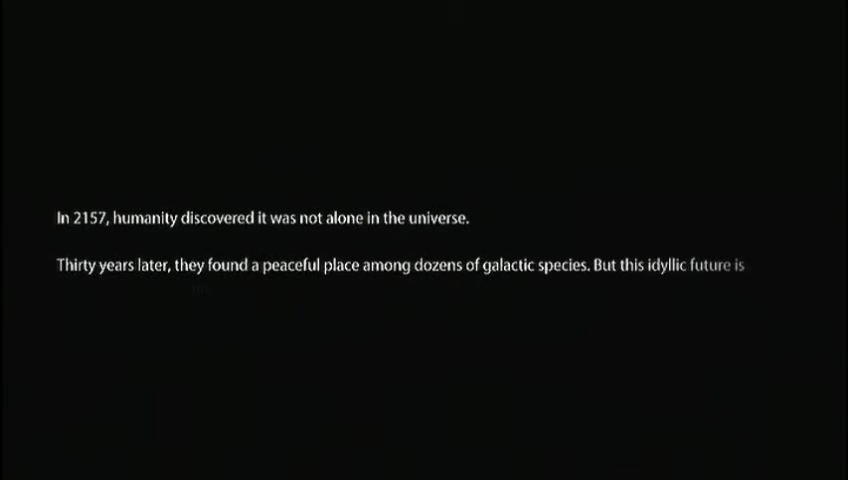 In 2157, humanity discovered it was not alone in the universe.
Thirty years later, they found a peaceful place among dozens of galactic species. But this idyllic future is